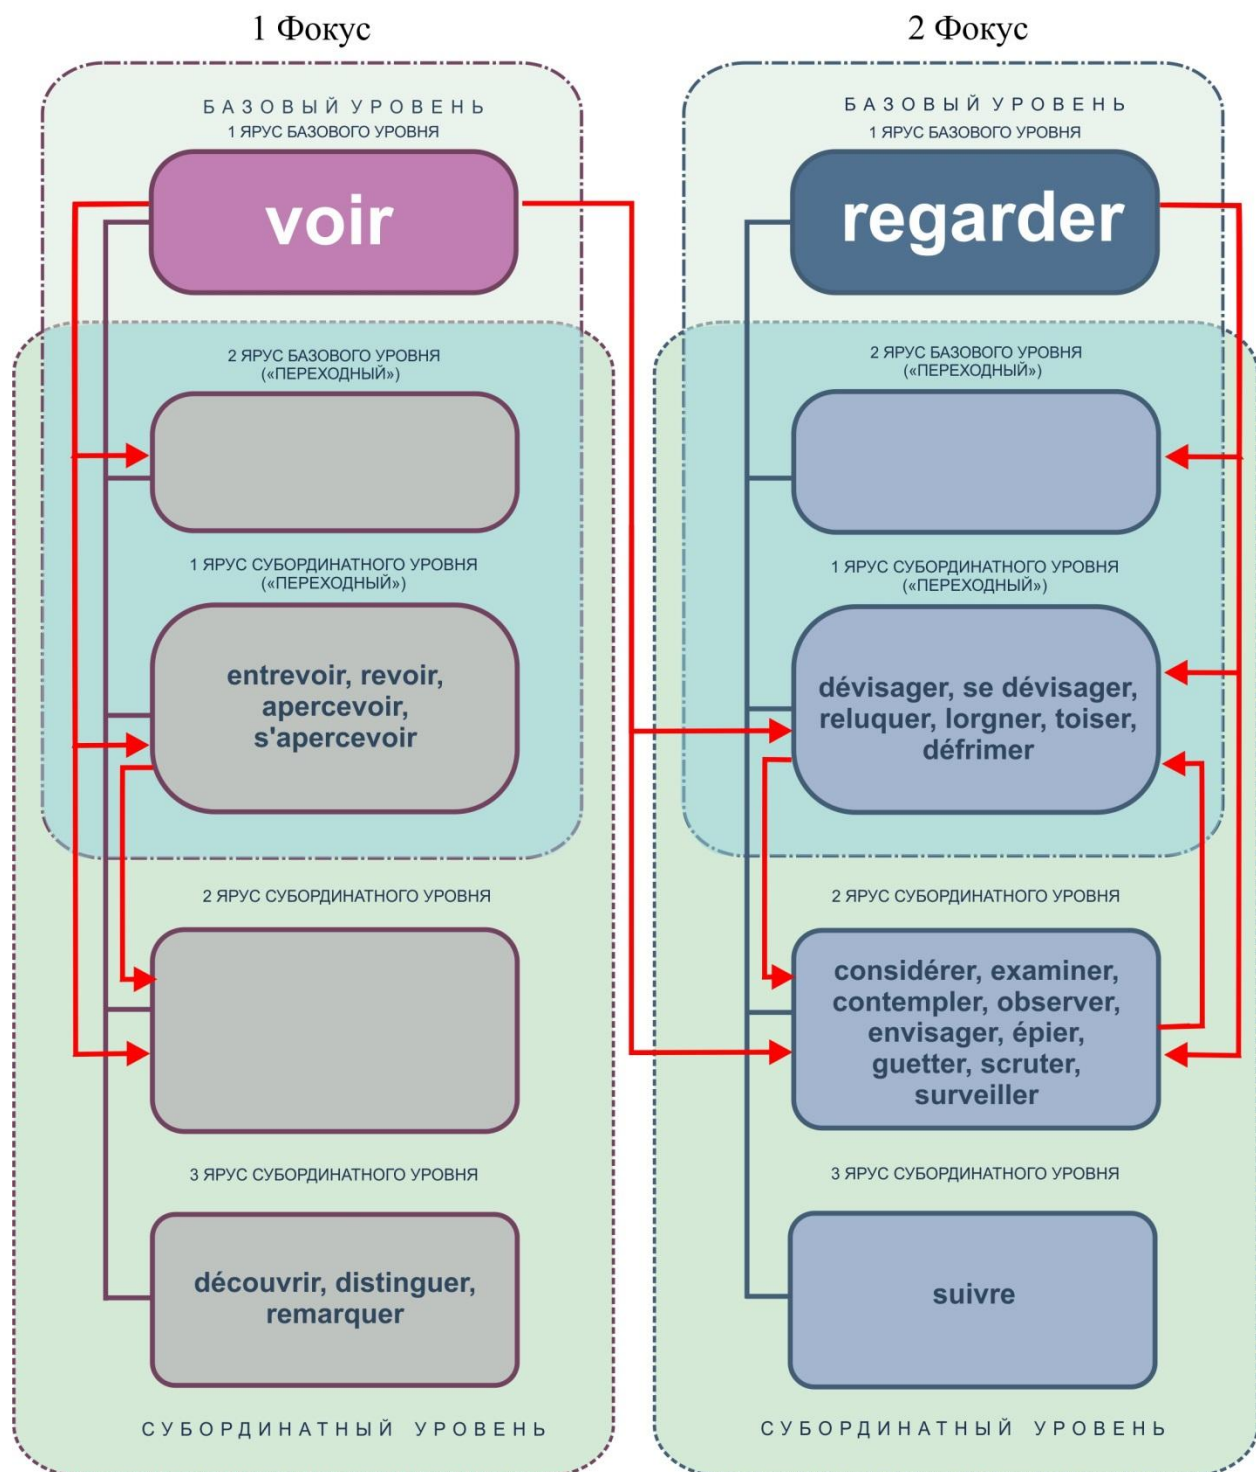 1 Фокус
БАЗОВЫЙ УРОВЕНЬ
1 ЯРУС БАЗОВОГО УРОВНЯ
voir
2 ЯРУС БАЗОВОГО УРОВНЯ
(«ПЕРЕХОДНЫЙ»)
1 ЯРУС СУБОРДИНАТНОГО УРОВНЯ
(«ПЕРЕХОДНЫЙ»)
entrevoir, revoir,
apercevoir,
s'apercevoir
2 ЯРУС СУБОРДИНАТНОГО УРОВНЯ
3 ЯРУС СУБОРДИНАТНОГО УРОВНЯ
découvrir, distinguer,
remarquer
СУБОРДИНАТНЫЙ УРОВЕНЬ
2 Фокус
БАЗОВЫЙ УРОВЕНЬ
1 ЯРУС БАЗОВОГО УРОВНЯ
regarder
2 ЯРУС БАЗОВОГО УРОВНЯ
(«ПЕРЕХОДНЫЙ»)
1 ЯРУС СУБОРДИНАТНОГО УРОВНЯ
(«ПЕРЕХОДНЫЙ»)
dévisager, se dévisager,
reluquer, lorgner, toiser,
défrimer
2 ЯРУС СУБОРДИНАТНОГО УРОВНЯ
considérer, examiner,
contempler, observer,
envisager, épier,
guetter, scruter,
surveiller
3 ЯРУС СУБОРДИНАТНОГО УРОВНЯ
suivre
СУБОРДИНАТНЫЙ УРОВЕНЬ